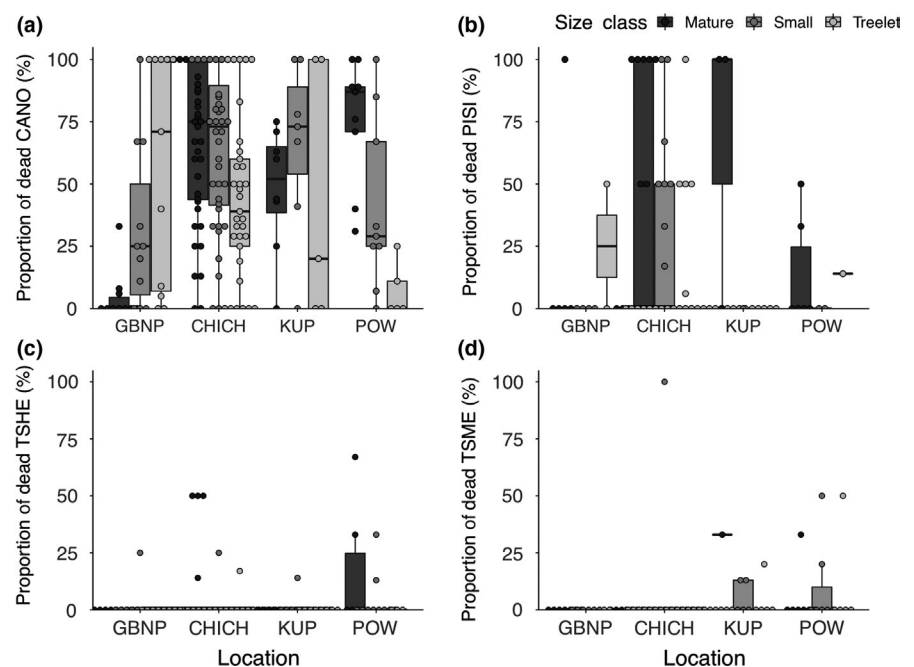 Size class Mature Small Treelet
(a)
Proportion of dead CANO (%)
100
75
50
25
0
GBNP CHICH KUP POW
(b)
Proportion of dead PISI (%)
100
75
50
25
0
GBNP CHICH KUP POW
(c)
Proportion of dead TSHE (%)
100
75
50
25
0
GBNP CHICH KUP POW
Location
(d)
Proportion of dead TSME (%)
100
75
50
25
0
GBNP CHICH KUP POW
Location